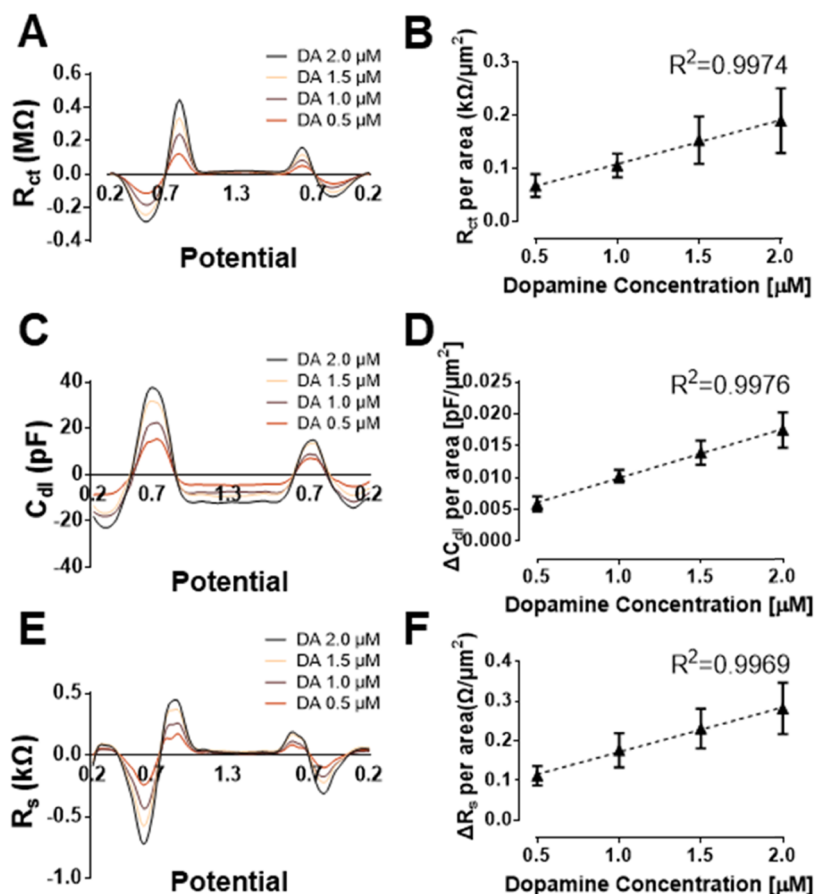 A
DA 2.0 μM
DA 1.5 μM
DA 1.0 μM
DA 0.5 μM
Rct (MΩ)
0.6
0.4
0.2
0.0
-0.2
-0.4
0.2 0.7 1.3 0.7 0.2
Potential
B
R²=0.9974
Rct per area (kΩ/μm²)
0.3
0.2
0.1
0.0
0.5 1.0 1.5 2.0
Dopamine Concentration [μM]
C
DA 2.0 μM
DA 1.5 μM
DA 1.0 μM
DA 0.5 μM
Cdl (pF)
40
20
0
-20
-40
0.2 0.7 1.3 0.7 0.2
Potential
D
R²=0.9976
ΔCdl per area [pF/μm²]
0.025
0.020
0.015
0.010
0.005
0.000
0.5 1.0 1.5 2.0
Dopamine Concentration [μM]
E
DA 2.0 μM
DA 1.5 μM
DA 1.0 μM
DA 0.5 μM
Rs (kΩ)
0.5
0.0
-0.5
-1.0
0.2 0.7 1.3 0.7 0.2
Potential
F
R²=0.9969
ΔRs per area(Ω/μm²)
0.4
0.3
0.2
0.1
0.0
0.5 1.0 1.5 2.0
Dopamine Concentration [μM]